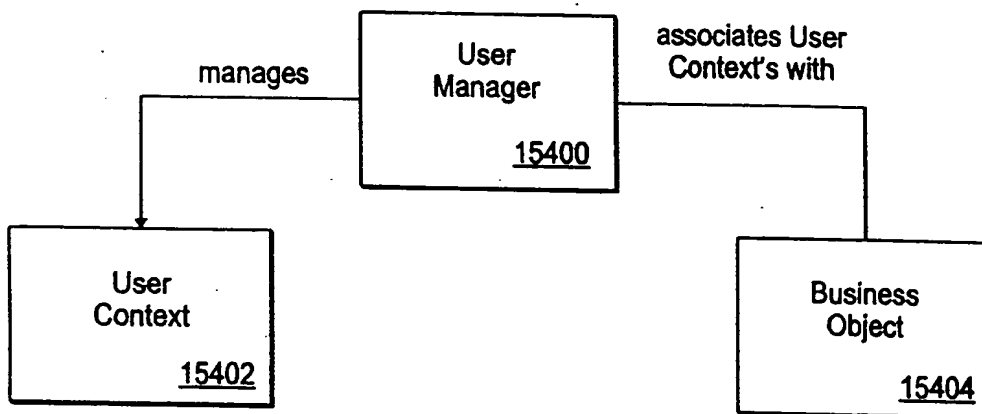 manages
User
Manager
15400
associates User
Context's with
User
Context
15402
Business
Object
15404